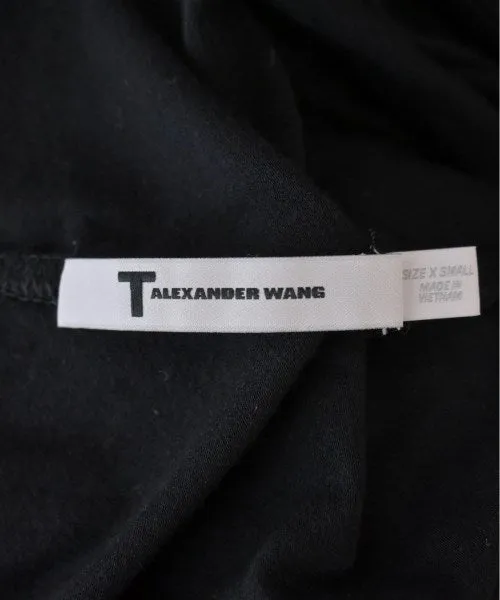 T ALEXANDER WANG
SIZE X SMALL
MADE IN
VIETNAM